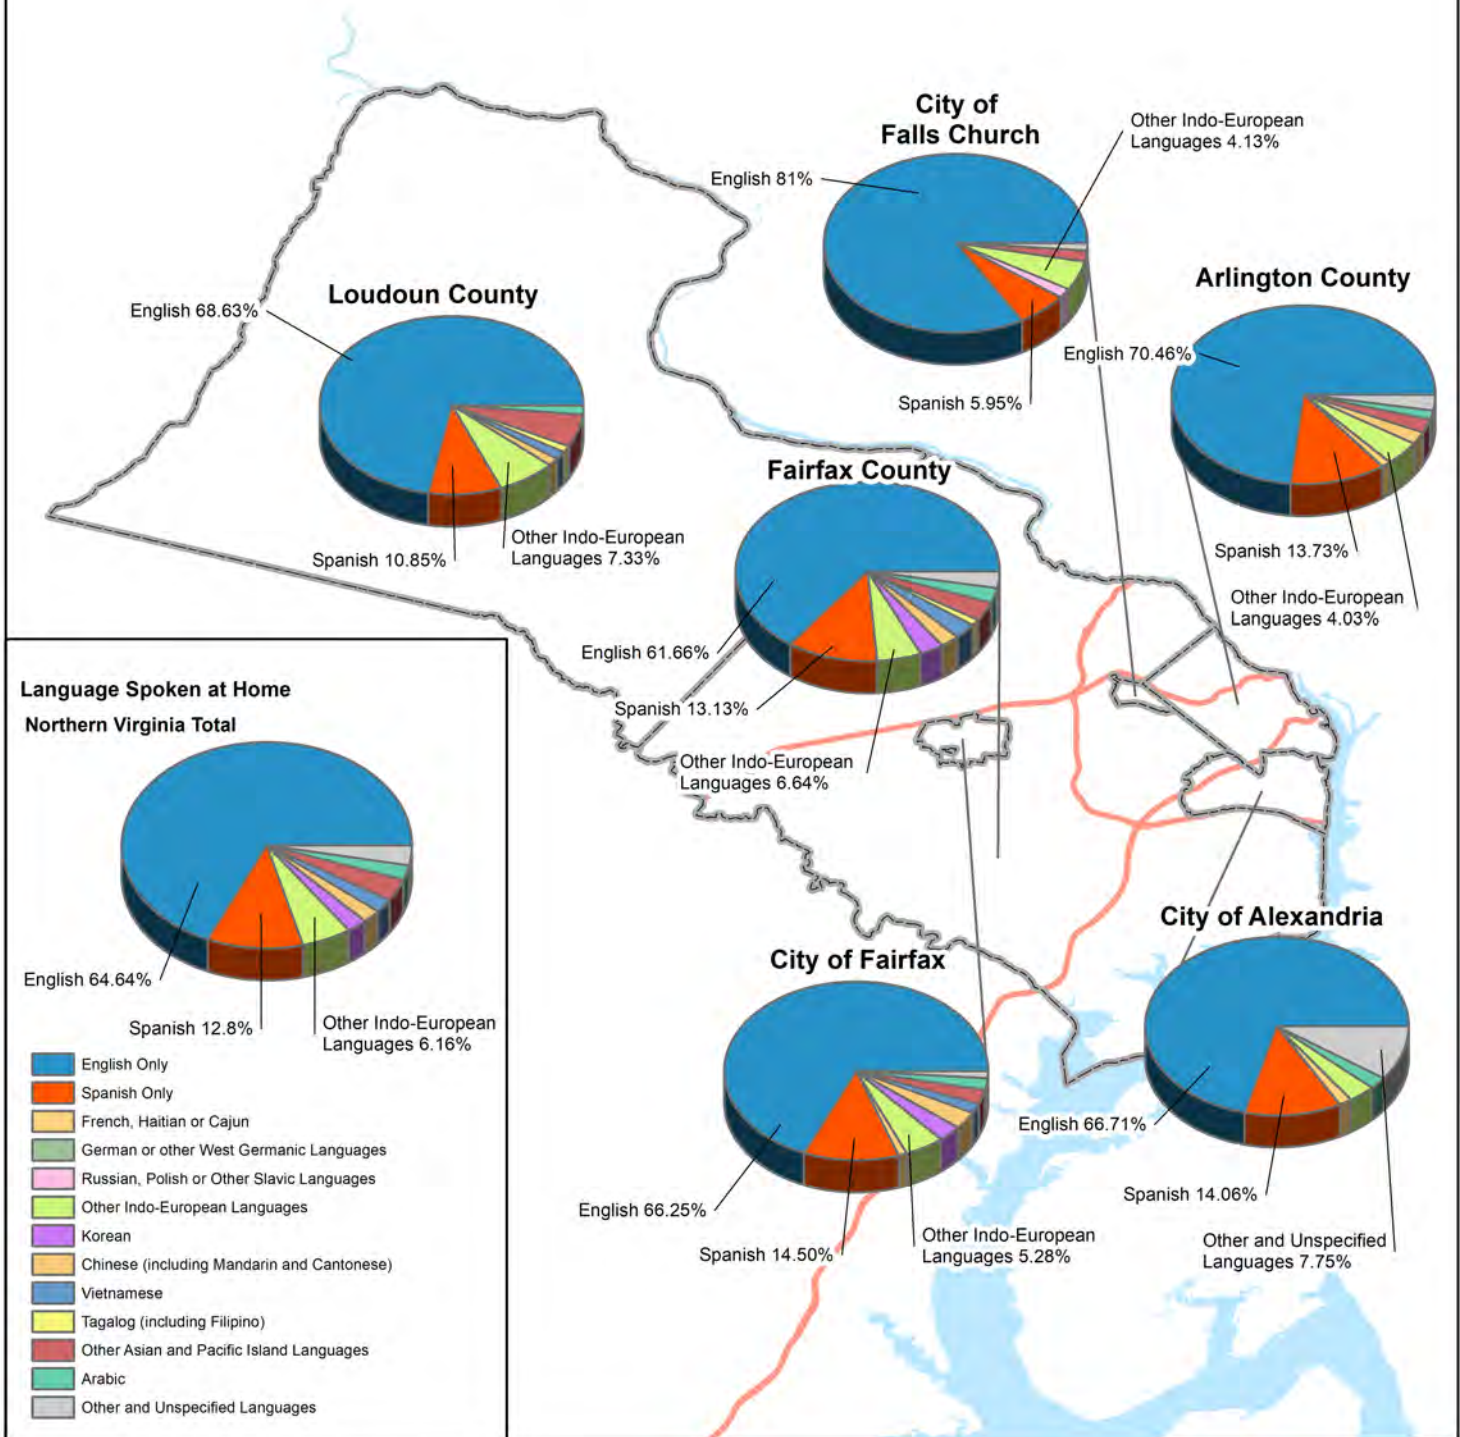 City of
Falls Church
Other Indo-European
Languages 4.13%
English 81%
Spanish 5.95%
Arlington County
English 70.46%
Spanish 13.73%
Other Indo-European
Languages 4.03%
Loudoun County
English 68.63%
Spanish 10.85%
Other Indo-European
Languages 7.33%
Fairfax County
English 61.66%
Spanish 13.13%
Other Indo-European
Languages 6.64%
City of Alexandria
English 66.71%
Spanish 14.06%
Other and Unspecified
Languages 7.75%
City of Fairfax
English 66.25%
Spanish 14.50%
Other Indo-European
Languages 5.28%
Language Spoken at Home
Northern Virginia Total
English 64.64%
Spanish 12.8%
Other Indo-European
Languages 6.16%
English Only
Spanish Only
French, Haitian or Cajun
German or other West Germanic Languages
Russian, Polish or Other Slavic Languages
Other Indo-European Languages
Korean
Chinese (including Mandarin and Cantonese)
Vietnamese
Tagalog (including Filipino)
Other Asian and Pacific Island Languages
Arabic
Other and Unspecified Languages